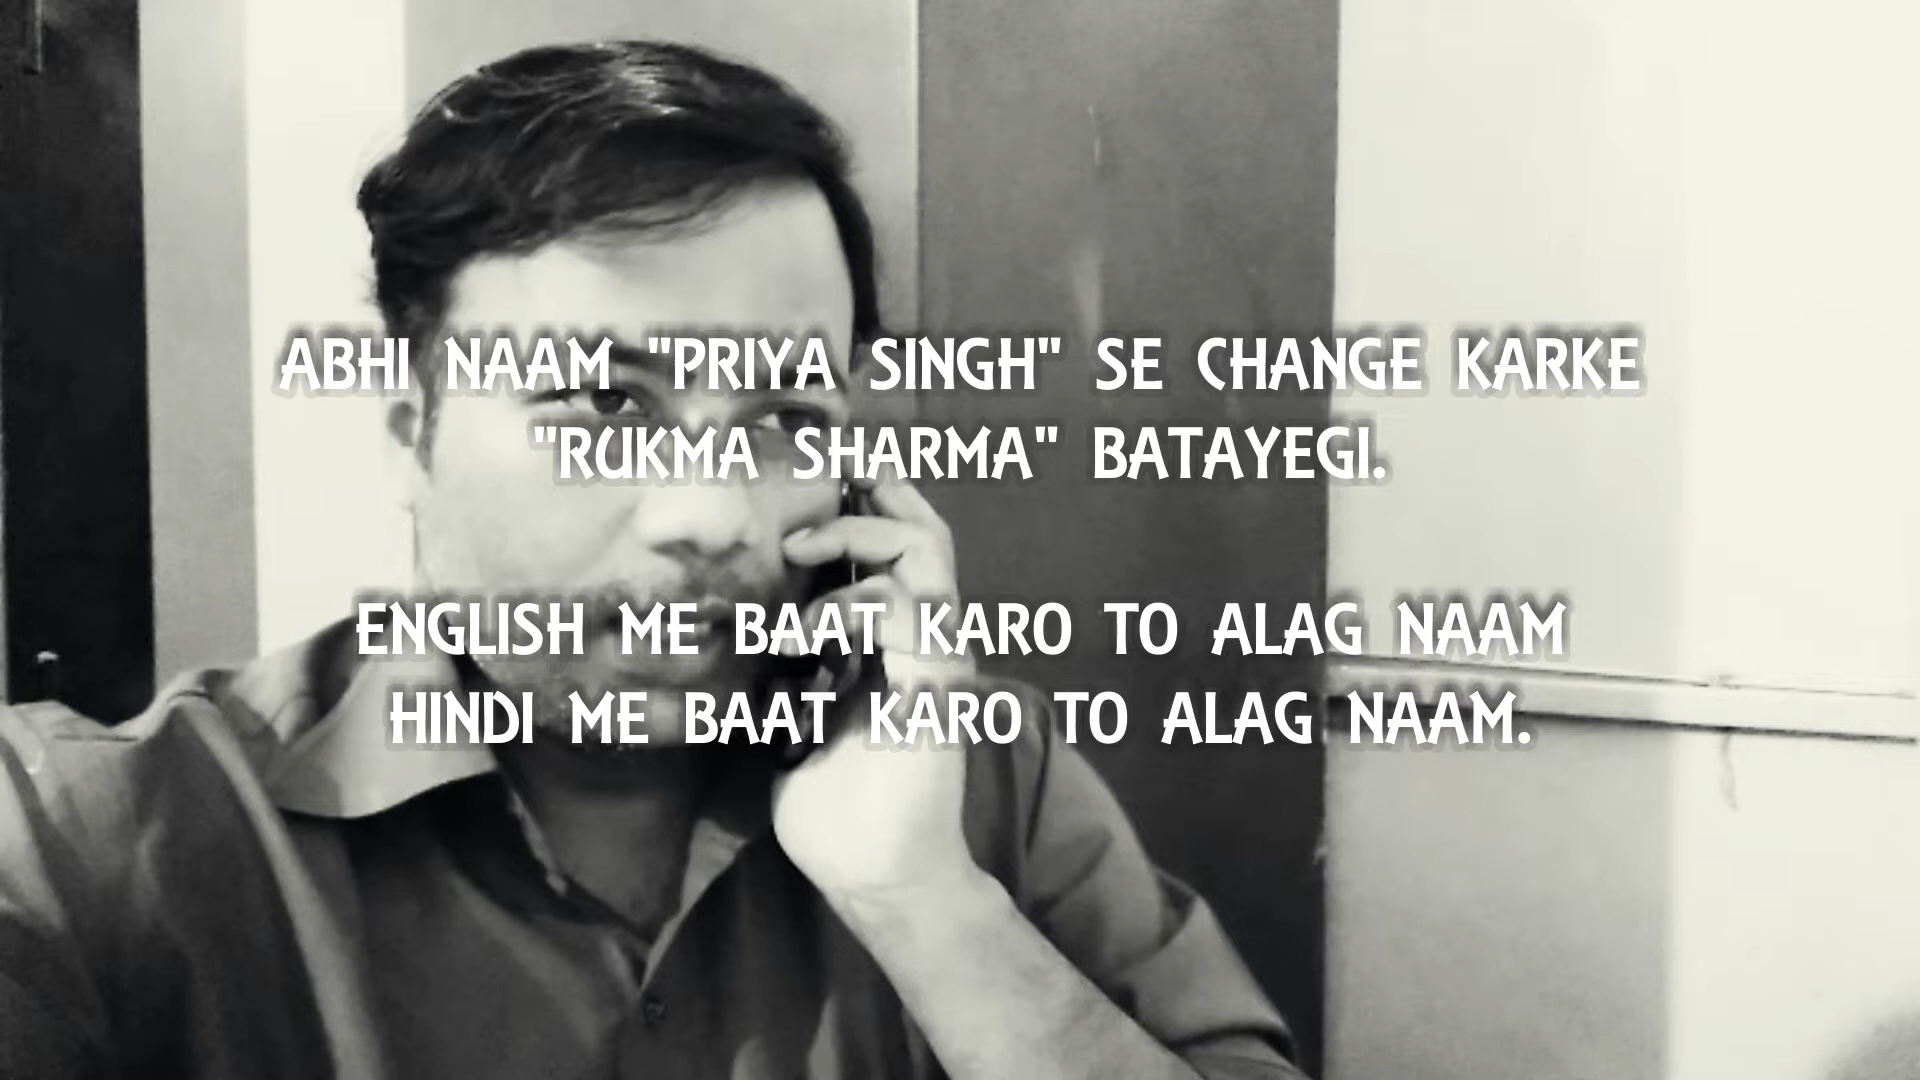 ABHI NAAM "PRIYA SINGH" SE CHANGE KARKE
"RUKMA SHARMA" BATAYEGI.
ENGLISH ME BAAT KARO TO ALAG NAAM
HINDI ME BAAT KARO TO ALAG NAAM.